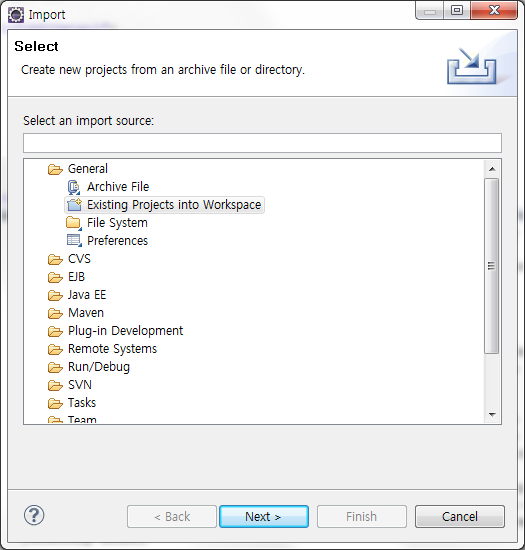 Import
Select
Create new projects from an archive file or directory.
Select an import source:
General
Archive File
Existing Projects into Workspace
File System
Preferences
CVS
EJB
Java EE
Maven
Plug-in Development
Remote Systems
Run/Debug
SVN
Tasks
Team
? < Back Next > Finish Cancel